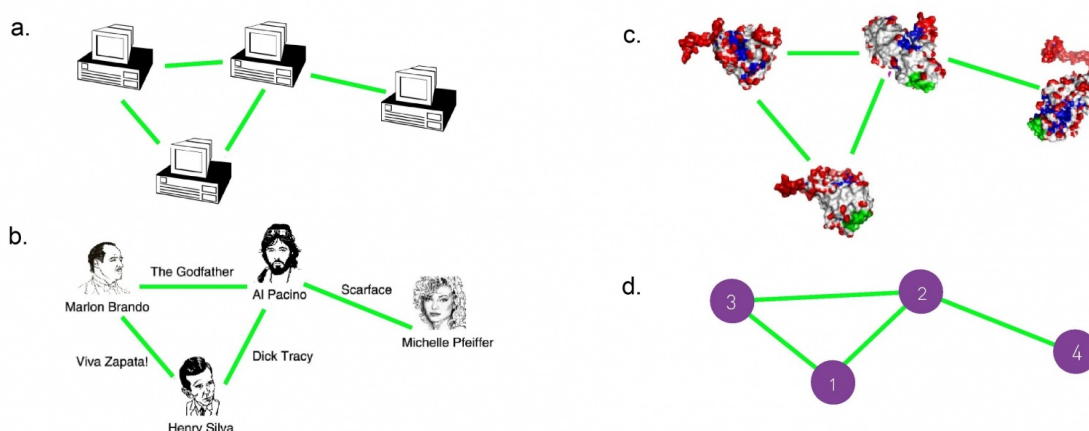 a.
b.
The Godfather
Marlon Brando
Al Pacino
Scarface
Michelle Pfeiffer
Viva Zapata!
Dick Tracy
Henry Silva
c.
d.
3
2
4
1